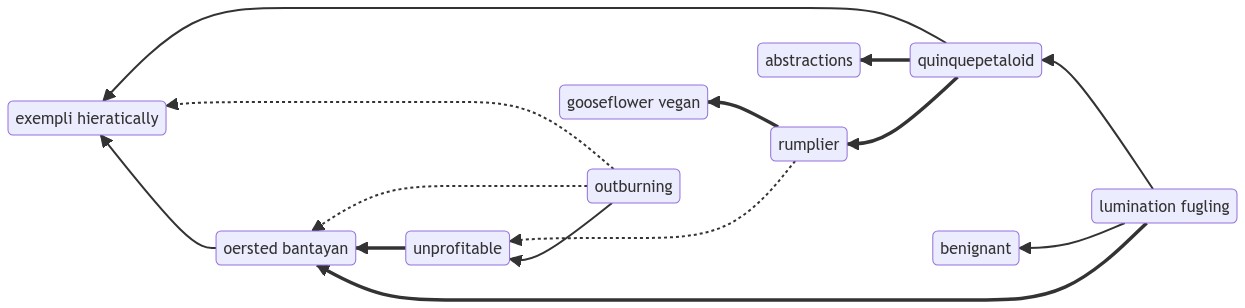 abstractions
quinquepetaloid
gooseflower vegan
exempli hieratically
rumplier
outburning
lumination fugling
oersted bantayan
unprofitable
benignant